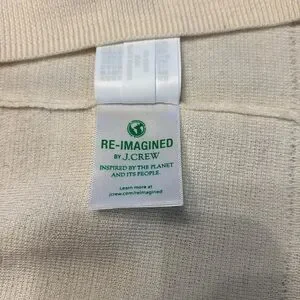 RE-IMAGINED
BY J.CREW
INSPIRED BY THE PLANET
AND ITS PEOPLE.
Learn more at
jcrew.com/reimagined